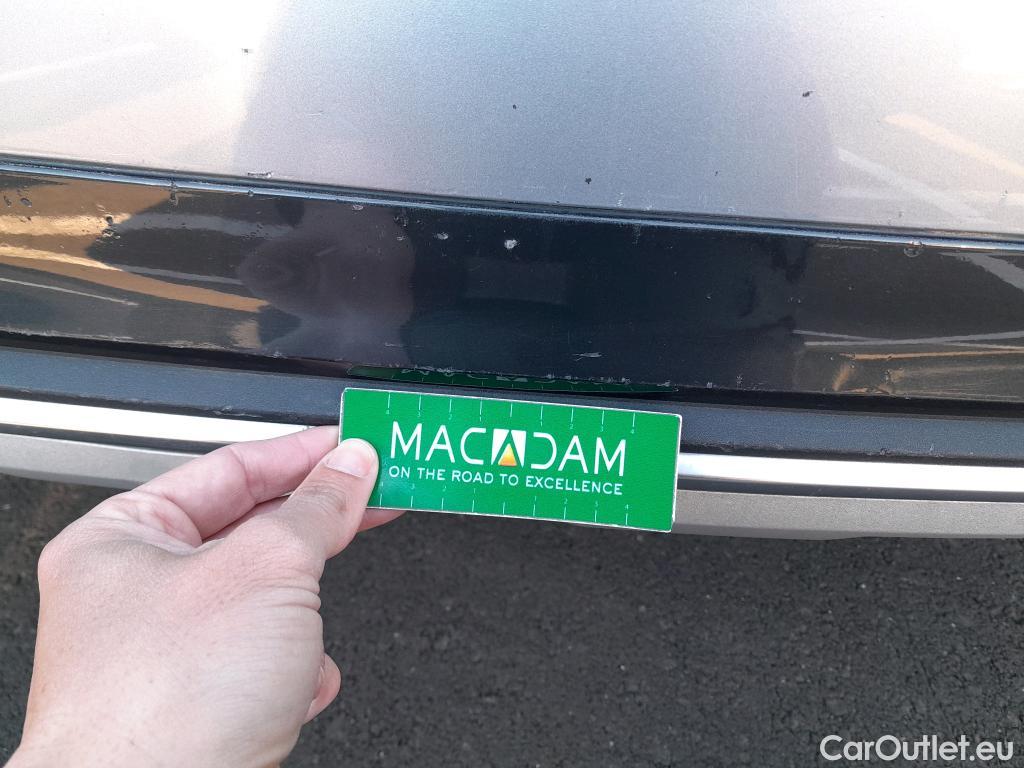 MACADAM
ON THE ROAD TO EXCELLENCE
CarOutlet.eu